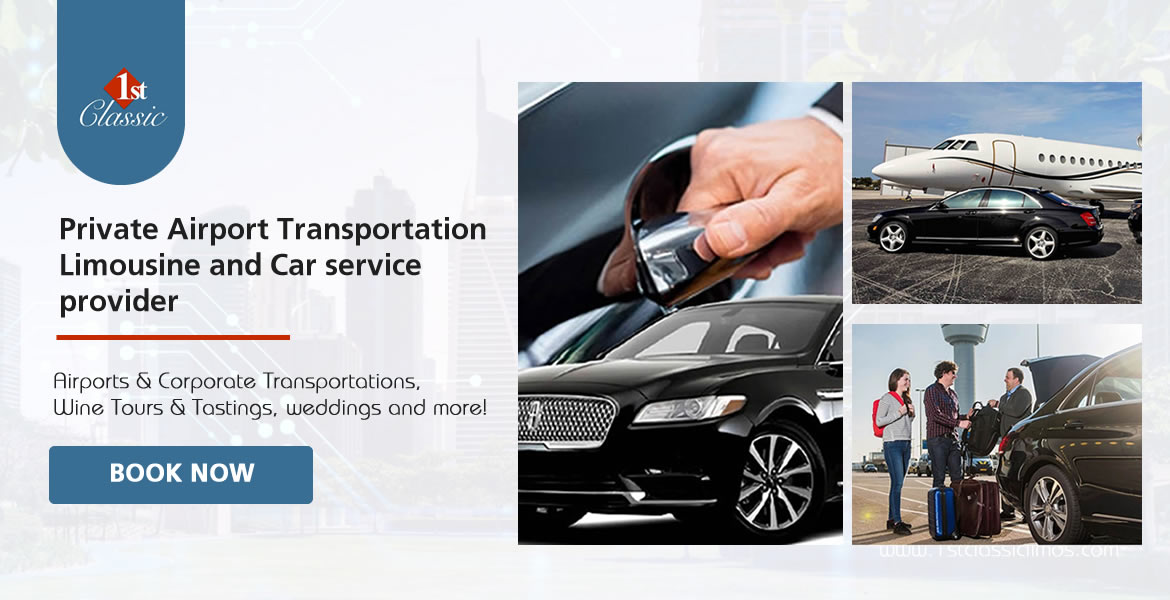 1st
Classic
Private Airport Transportation
Limousine and Car service
provider
Airports & Corporate Transportations,
Wine Tours & Tastings, weddings and more!
BOOK NOW
www.1stclassiclimos.com